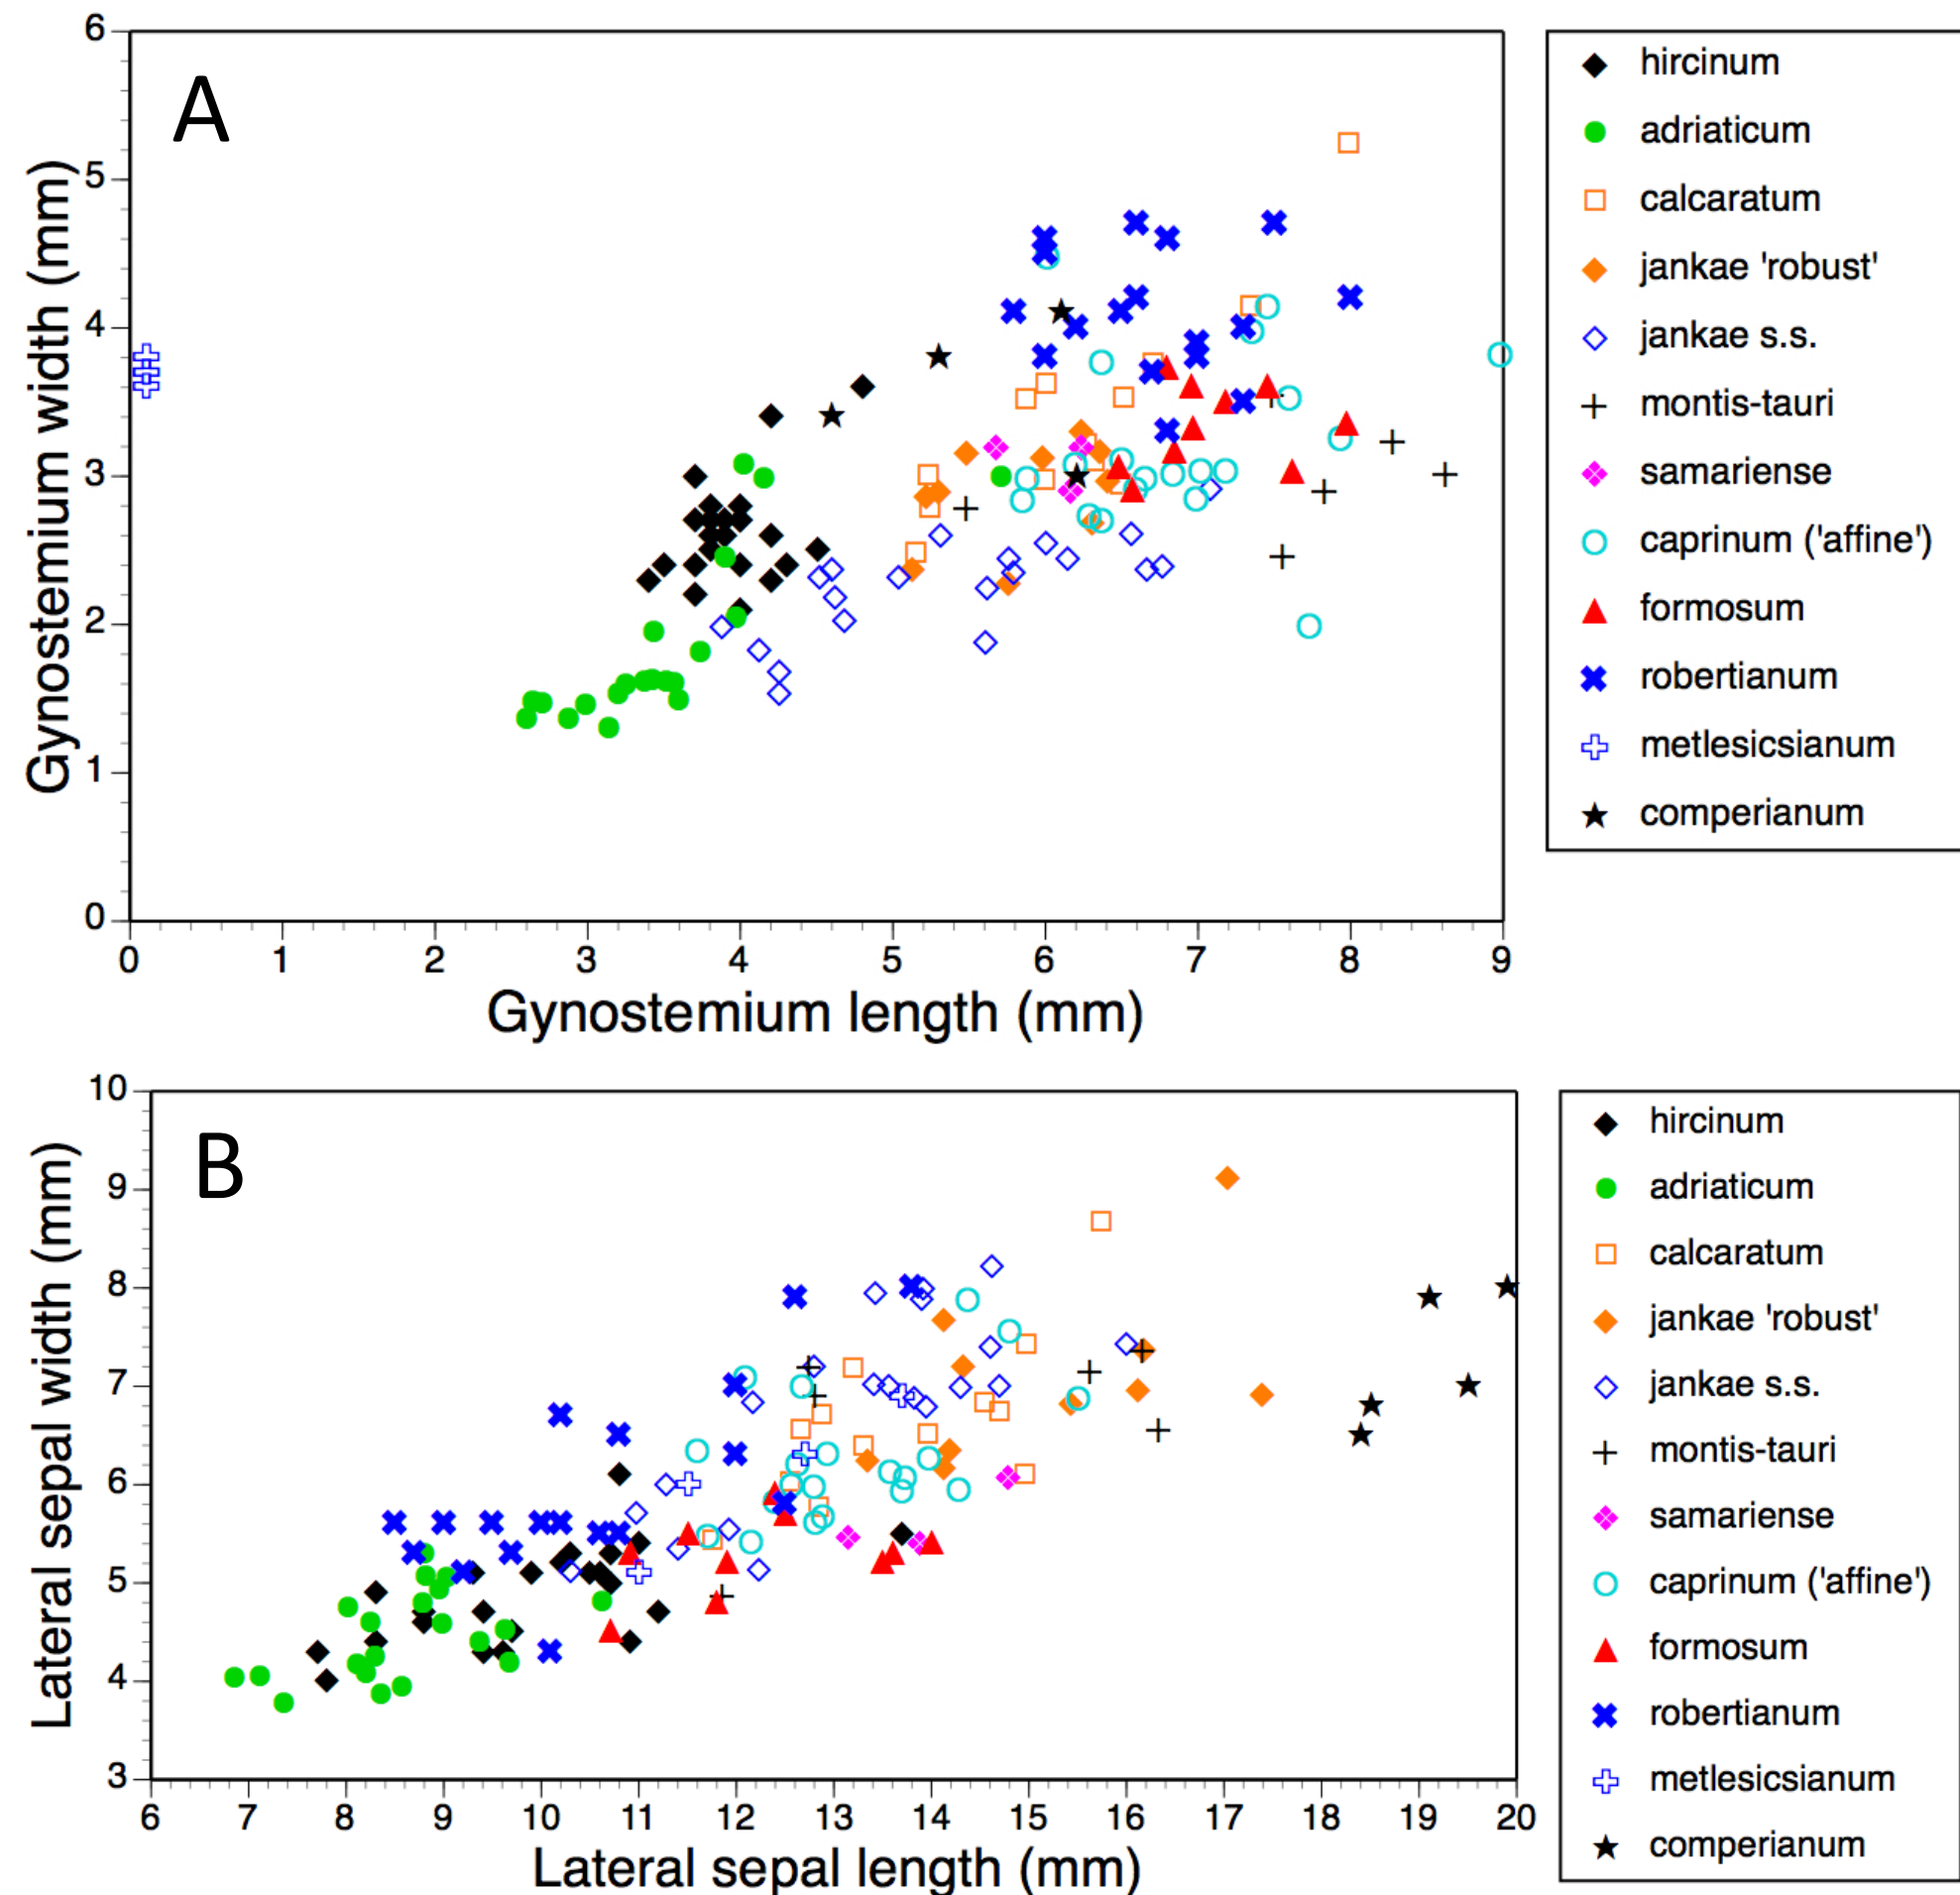 A
6
5
4
3
2
1
0
Gynostemium width (mm)
0 1 2 3 4 5 6 7 8 9
Gynostemium length (mm)
hircinum
adriaticum
calcaratum
jankae 'robust'
jankae s.s.
montis-tauri
samariense
caprinum ('affine')
formosum
robertianum
metlesicsianum
comperianum
B
10
9
8
7
6
5
4
3
Lateral sepal width (mm)
6 7 8 9 10 11 12 13 14 15 16 17 18 19 20
Lateral sepal length (mm)
hircinum
adriaticum
calcaratum
jankae 'robust'
jankae s.s.
montis-tauri
samariense
caprinum ('affine')
formosum
robertianum
metlesicsianum
comperianum